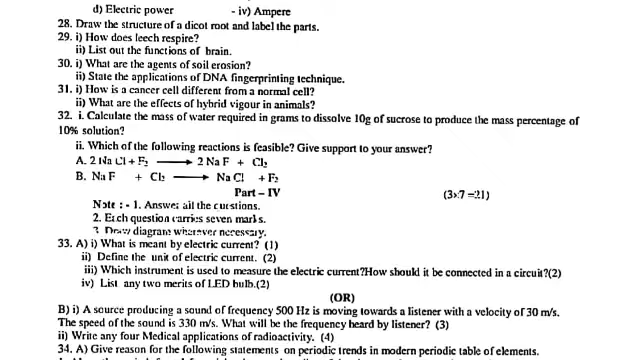 d) Electric power - iv) Ampere
28. Draw the structure of a dicot root and label the parts.
29. i) How does leech respire?
ii) List out the functions of brain.
30. i) What are the agents of soil erosion?
ii) State the applications of DNA fingerprinting technique.
31. i) How is a cancer cell different from a normal cell?
ii) What are the effects of hybrid vigour in animals?
32. i. Calculate the mass of water required in grams to dissolve 10g of sucrose to produce the mass percentage of
10% solution?
ii. Which of the following reactions is feasible? Give support to your answer?
A. 2 Na Cl + F₂ ⟶ 2 Na F + Cl₂
B. Na F + Cl₂ ⟶ Na Cl + F₂
Part – IV (3x7 =21)
Note : - 1. Answer all the questions.
2. Each question carries seven marks.
3. Draw diagram wherever necessary.
33. A) i) What is meant by electric current? (1)
ii) Define the unit of electric current. (2)
iii) Which instrument is used to measure the electric current?How should it be connected in a circuit?(2)
iv) List any two merits of LED bulb.(2)
(OR)
B) i) A source producing a sound of frequency 500 Hz is moving towards a listener with a velocity of 30 m/s.
The speed of the sound is 330 m/s. What will be the frequency heard by listener? (3)
ii) Write any four Medical applications of radioactivity. (4)
34. A) Give reason for the following statements on periodic trends in modern periodic table of elements.